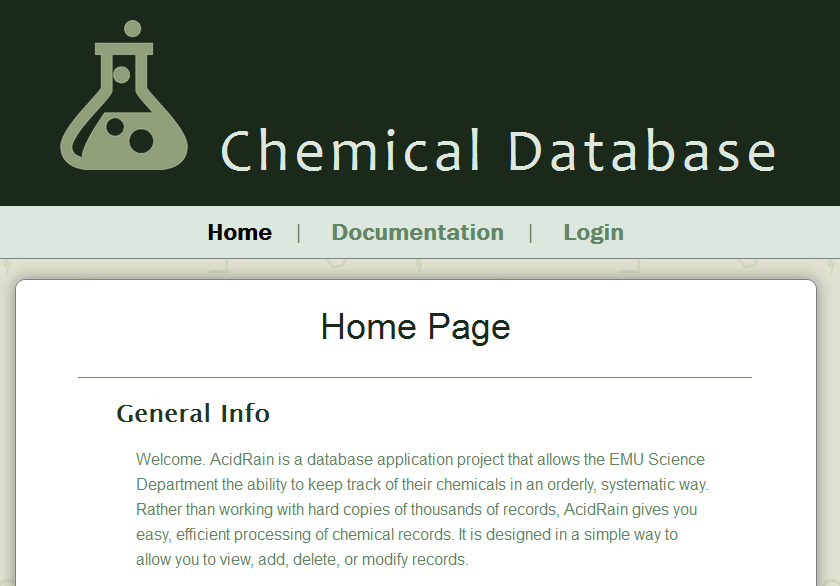 Chemical Database
Home | Documentation | Login
Home Page
General Info
Welcome. AcidRain is a database application project that allows the EMU Science
Department the ability to keep track of their chemicals in an orderly, systematic way.
Rather than working with hard copies of thousands of records, AcidRain gives you
easy, efficient processing of chemical records. It is designed in a simple way to
allow you to view, add, delete, or modify records.